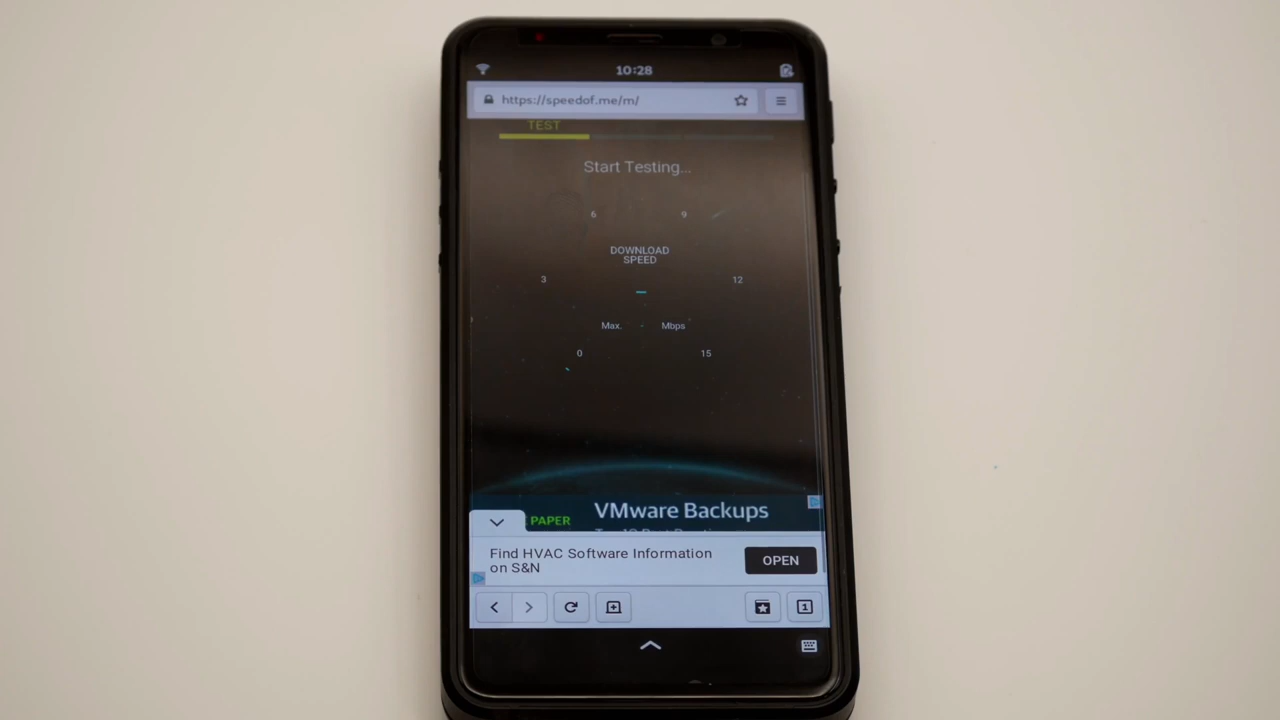 10:28
https://speedof.me/m/
TEST
Start Testing...
6 9
DOWNLOAD
SPEED
3 12
Max. - Mbps
0 15
PAPER VMware Backups
Find HVAC Software Information
on S&N
OPEN
1